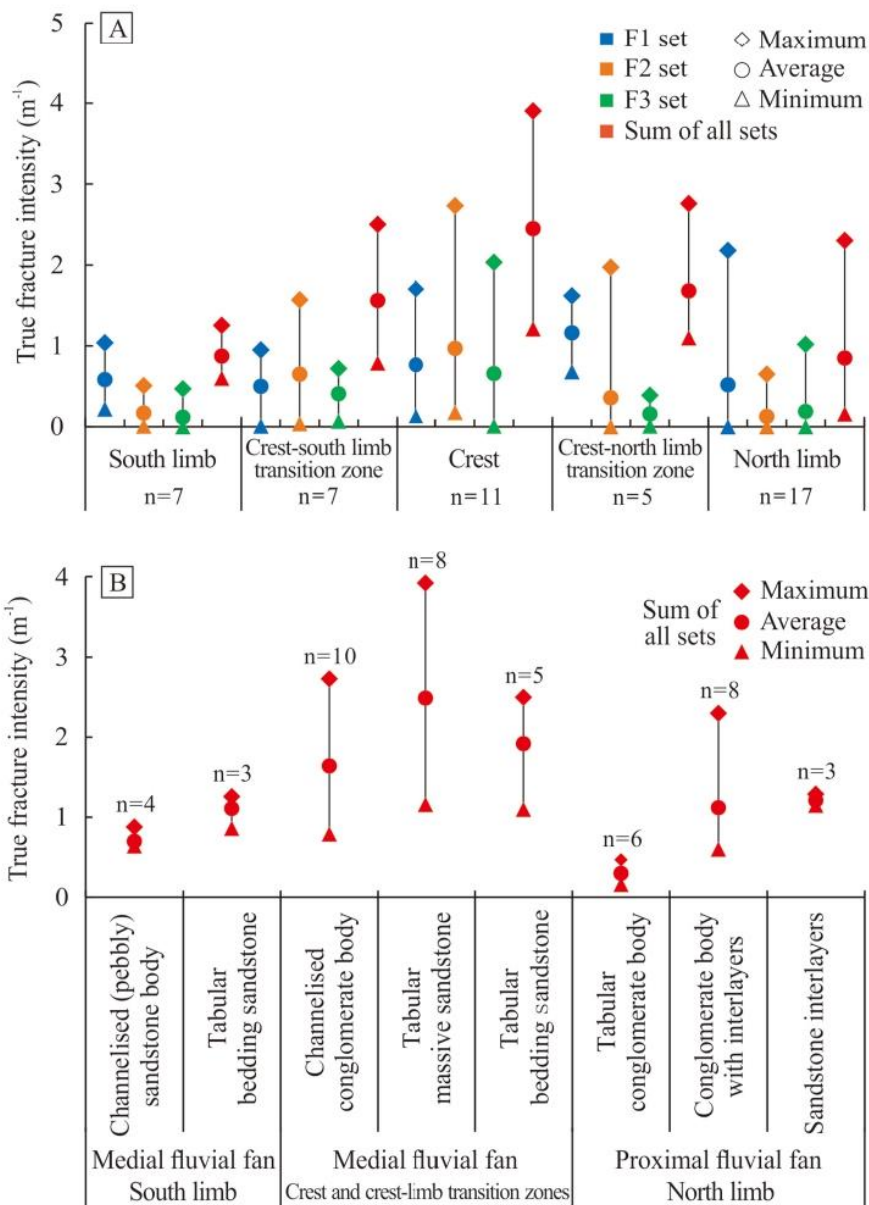 A
5
4
3
2
1
0
True fracture intensity (m⁻¹)
F1 set
F2 set
F3 set
Sum of all sets
Maximum
Average
Minimum
South limb
n=7
Crest-south limb
transition zone
n=7
Crest
n=11
Crest-north limb
transition zone
n=5
North limb
n=17
B
4
3
2
1
0
True fracture intensity (m⁻¹)
Sum of
all sets
Maximum
Average
Minimum
n=4
n=3
n=10
n=8
n=5
n=6
n=8
n=3
Channelised (pebbly)
sandstone body
Tabular
bedding sandstone
Channelised
conglomerate body
Tabular
massive sandstone
Tabular
bedding sandstone
Tabular
conglomerate body
Conglomerate body
with interlayers
Sandstone interlayers
Medial fluvial fan
South limb
Medial fluvial fan
Crest and crest-limb transition zones
Proximal fluvial fan
North limb